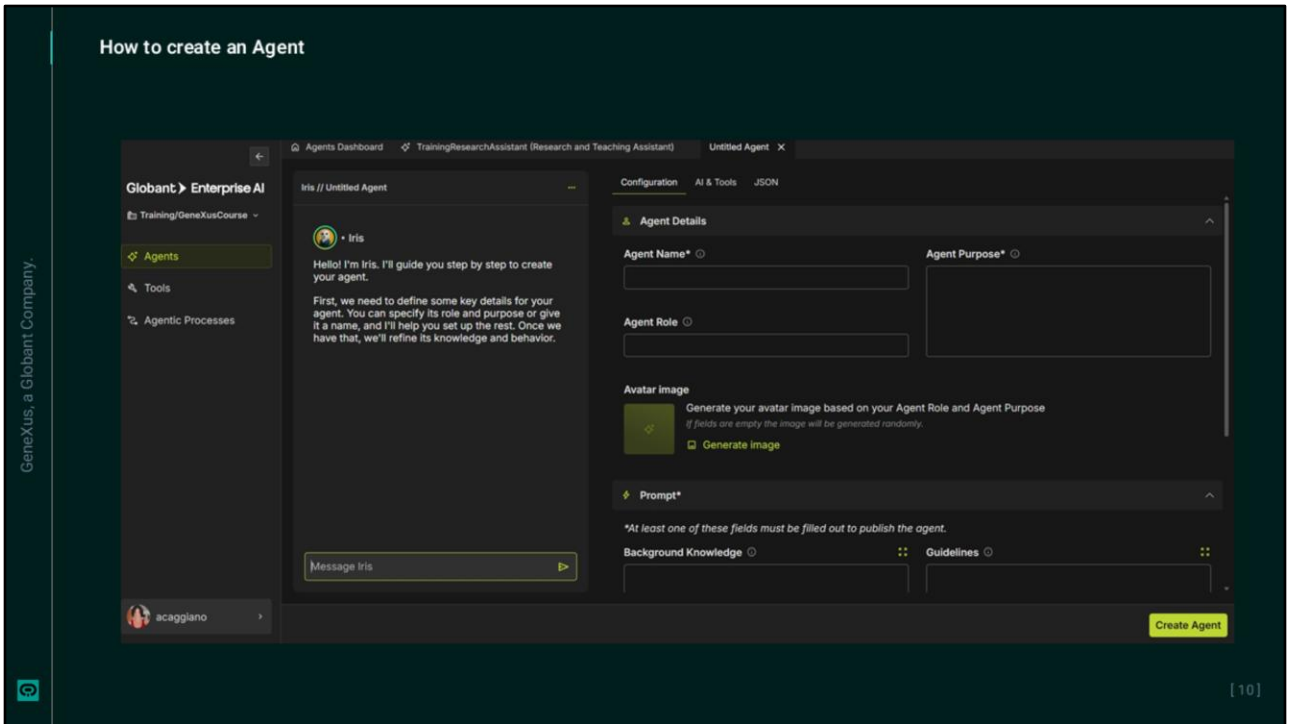 How to create an Agent
GeneXus, a Globant Company.
Globant Enterprise AI
Training/GeneXusCourse
Agents
Tools
Agentic Processes
acaggiano
Agents Dashboard
TrainingResearchAssistant (Research and Teaching Assistant)
Untitled Agent
Iris // Untitled Agent
• Iris
Hello! I'm Iris. I'll guide you step by step to create
your agent.
First, we need to define some key details for your
agent. You can specify its role and purpose or give
it a name, and I'll help you set up the rest. Once we
have that, we'll refine its knowledge and behavior.
Message Iris
Configuration
AI & Tools
JSON
Agent Details
Agent Name*
Agent Purpose*
Agent Role
Avatar image
Generate your avatar image based on your Agent Role and Agent Purpose
If fields are empty the image will be generated randomly.
Generate image
Prompt*
*At least one of these fields must be filled out to publish the agent.
Background Knowledge
Guidelines
Create Agent
[ 10 ]